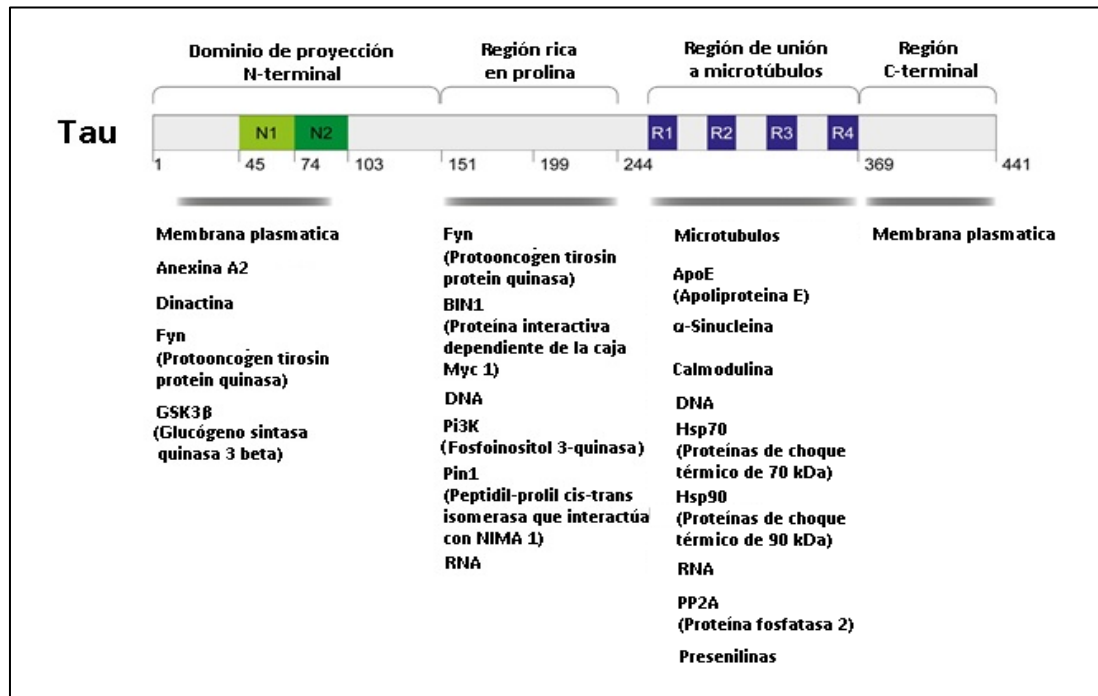 Dominio de proyección
N-terminal
Región rica
en prolina
Región de unión
a microtúbulos
Región
C-terminal
Tau
N1 N2 R1 R2 R3 R4
1 45 74 103 151 199 244 369 441
Membrana plasmatica
Anexina A2
Dinactina
Fyn
(Protooncogen tirosin
protein quinasa)
GSK3β
(Glucógeno sintasa
quinasa 3 beta)
Fyn
(Protooncogen tirosin
protein quinasa)
BIN1
(Proteína interactiva
dependiente de la caja
Myc 1)
DNA
Pi3K
(Fosfoinositol 3-quinasa)
Pin1
(Peptidil-prolil cis-trans
isomerasa que interactúa
con NIMA 1)
RNA
Microtubulos
ApoE
(Apoliproteina E)
α-Sinucleina
Calmodulina
DNA
Hsp70
(Proteínas de choque
térmico de 70 kDa)
Hsp90
(Proteínas de choque
térmico de 90 kDa)
RNA
PP2A
(Proteína fosfatasa 2)
Presenilinas
Membrana plasmatica